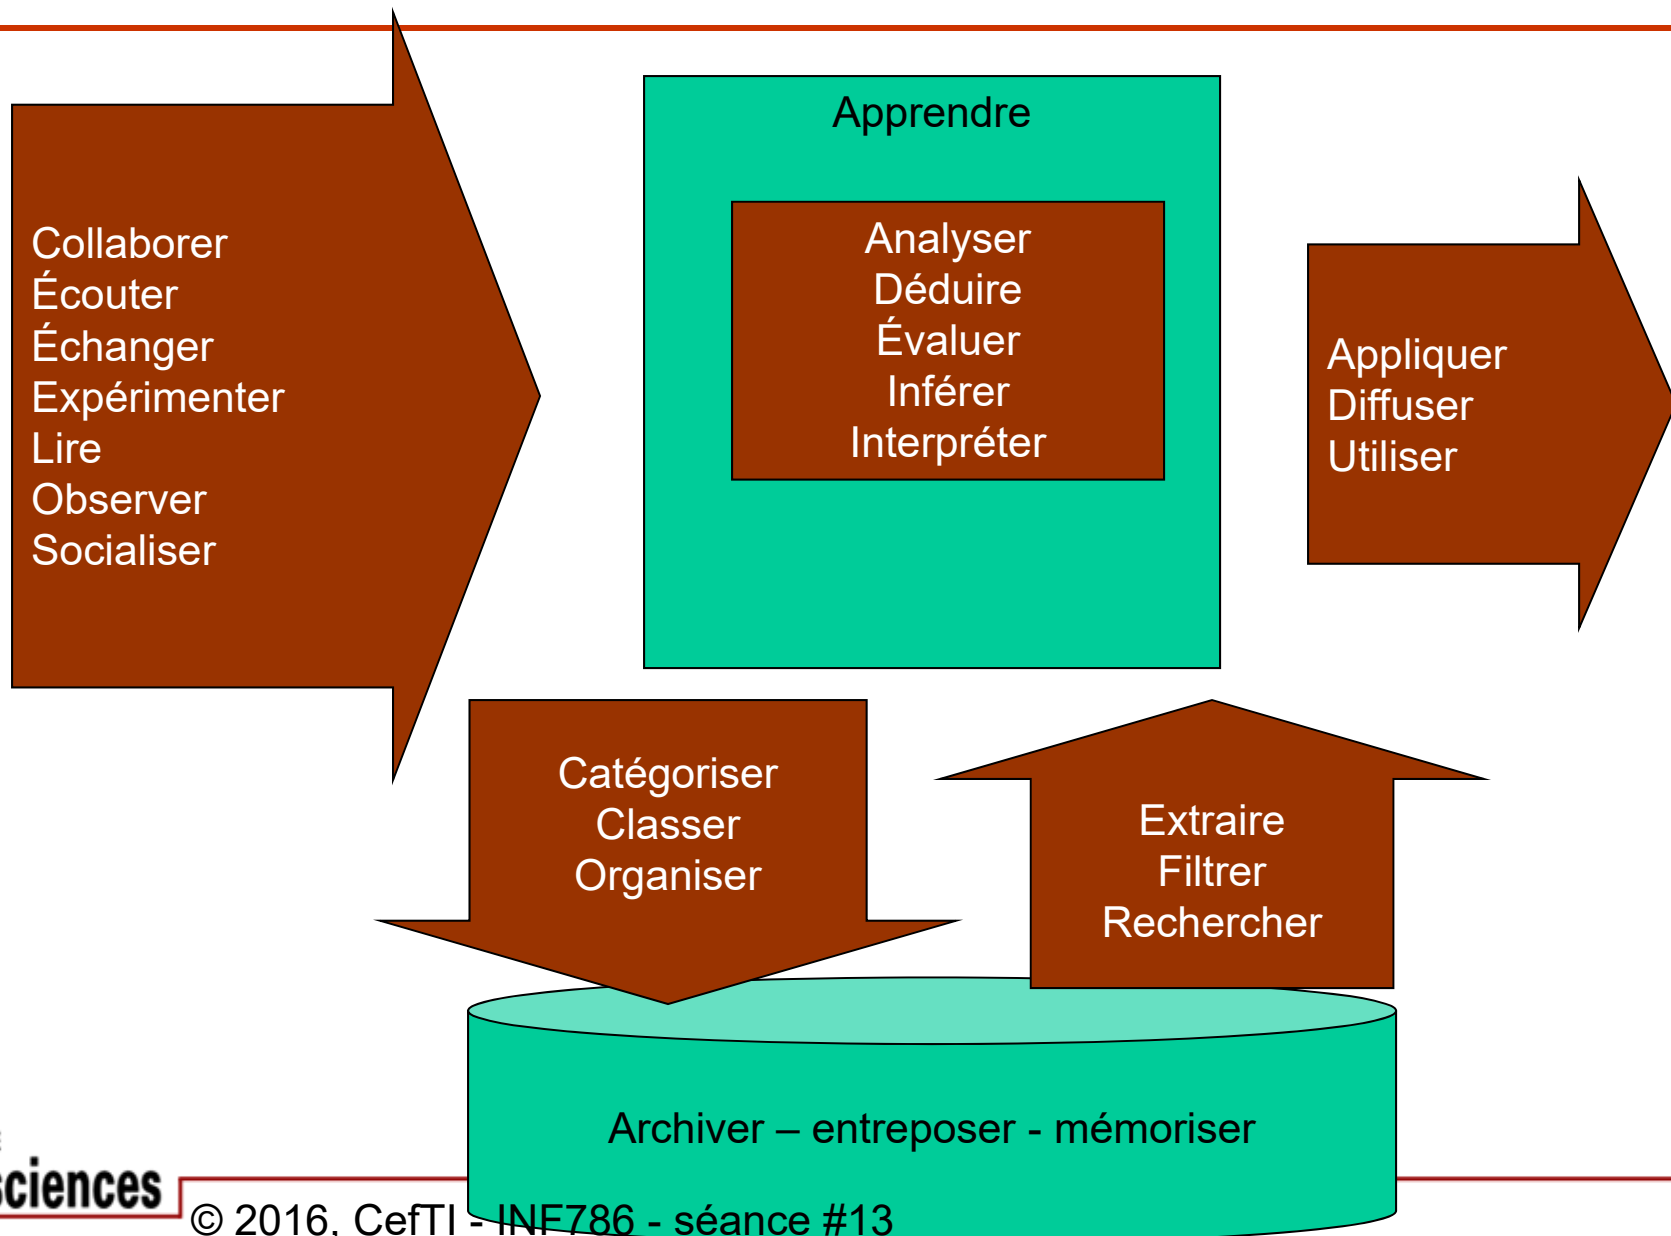 Collaborer
Écouter
Échanger
Expérimenter
Lire
Observer
Socialiser
Apprendre
Analyser
Déduire
Évaluer
Inférer
Interpréter
Appliquer
Diffuser
Utiliser
Catégoriser
Classer
Organiser
Extraire
Filtrer
Rechercher
Archiver – entreposer - mémoriser
sciences
© 2016, CefTI - INF786 - séance #13